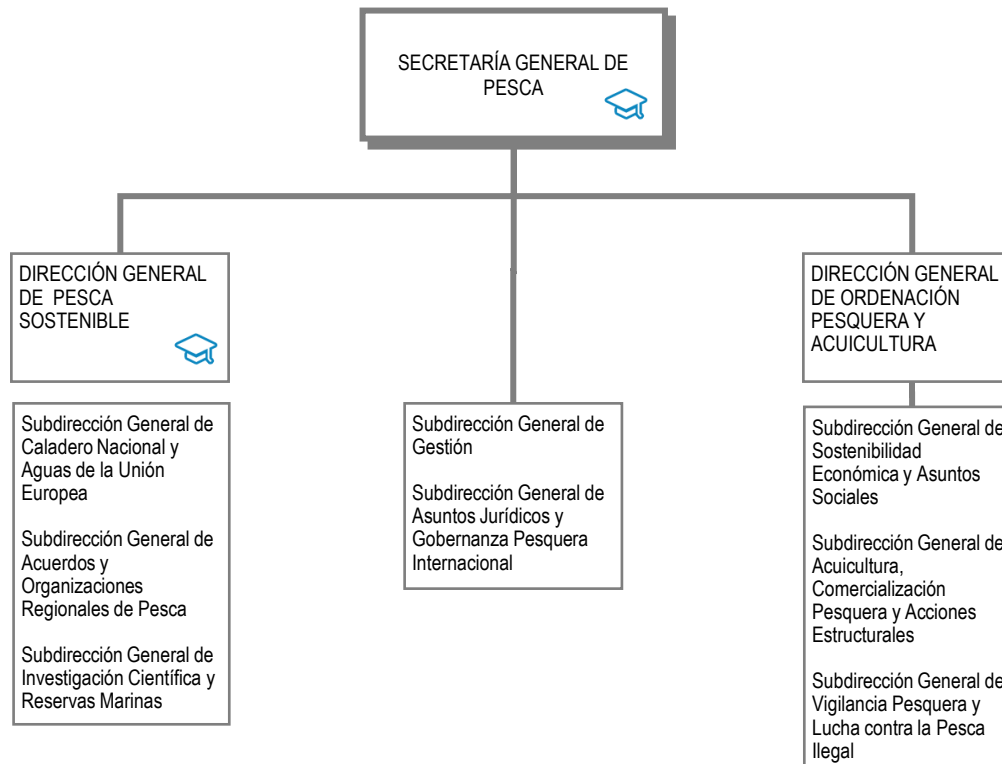 SECRETARÍA GENERAL DE
PESCA
DIRECCIÓN GENERAL
DE PESCA
SOSTENIBLE
Subdirección General de
Caladero Nacional y
Aguas de la Unión
Europea
Subdirección General de
Acuerdos y
Organizaciones
Regionales de Pesca
Subdirección General de
Investigación Científica y
Reservas Marinas
Subdirección General de
Gestión
Subdirección General de
Asuntos Jurídicos y
Gobernanza Pesquera
Internacional
DIRECCIÓN GENERAL
DE ORDENACIÓN
PESQUERA Y
ACUICULTURA
Subdirección General de
Sostenibilidad
Económica y Asuntos
Sociales
Subdirección General de
Acuicultura,
Comercialización
Pesquera y Acciones
Estructurales
Subdirección General de
Vigilancia Pesquera y
Lucha contra la Pesca
Ilegal